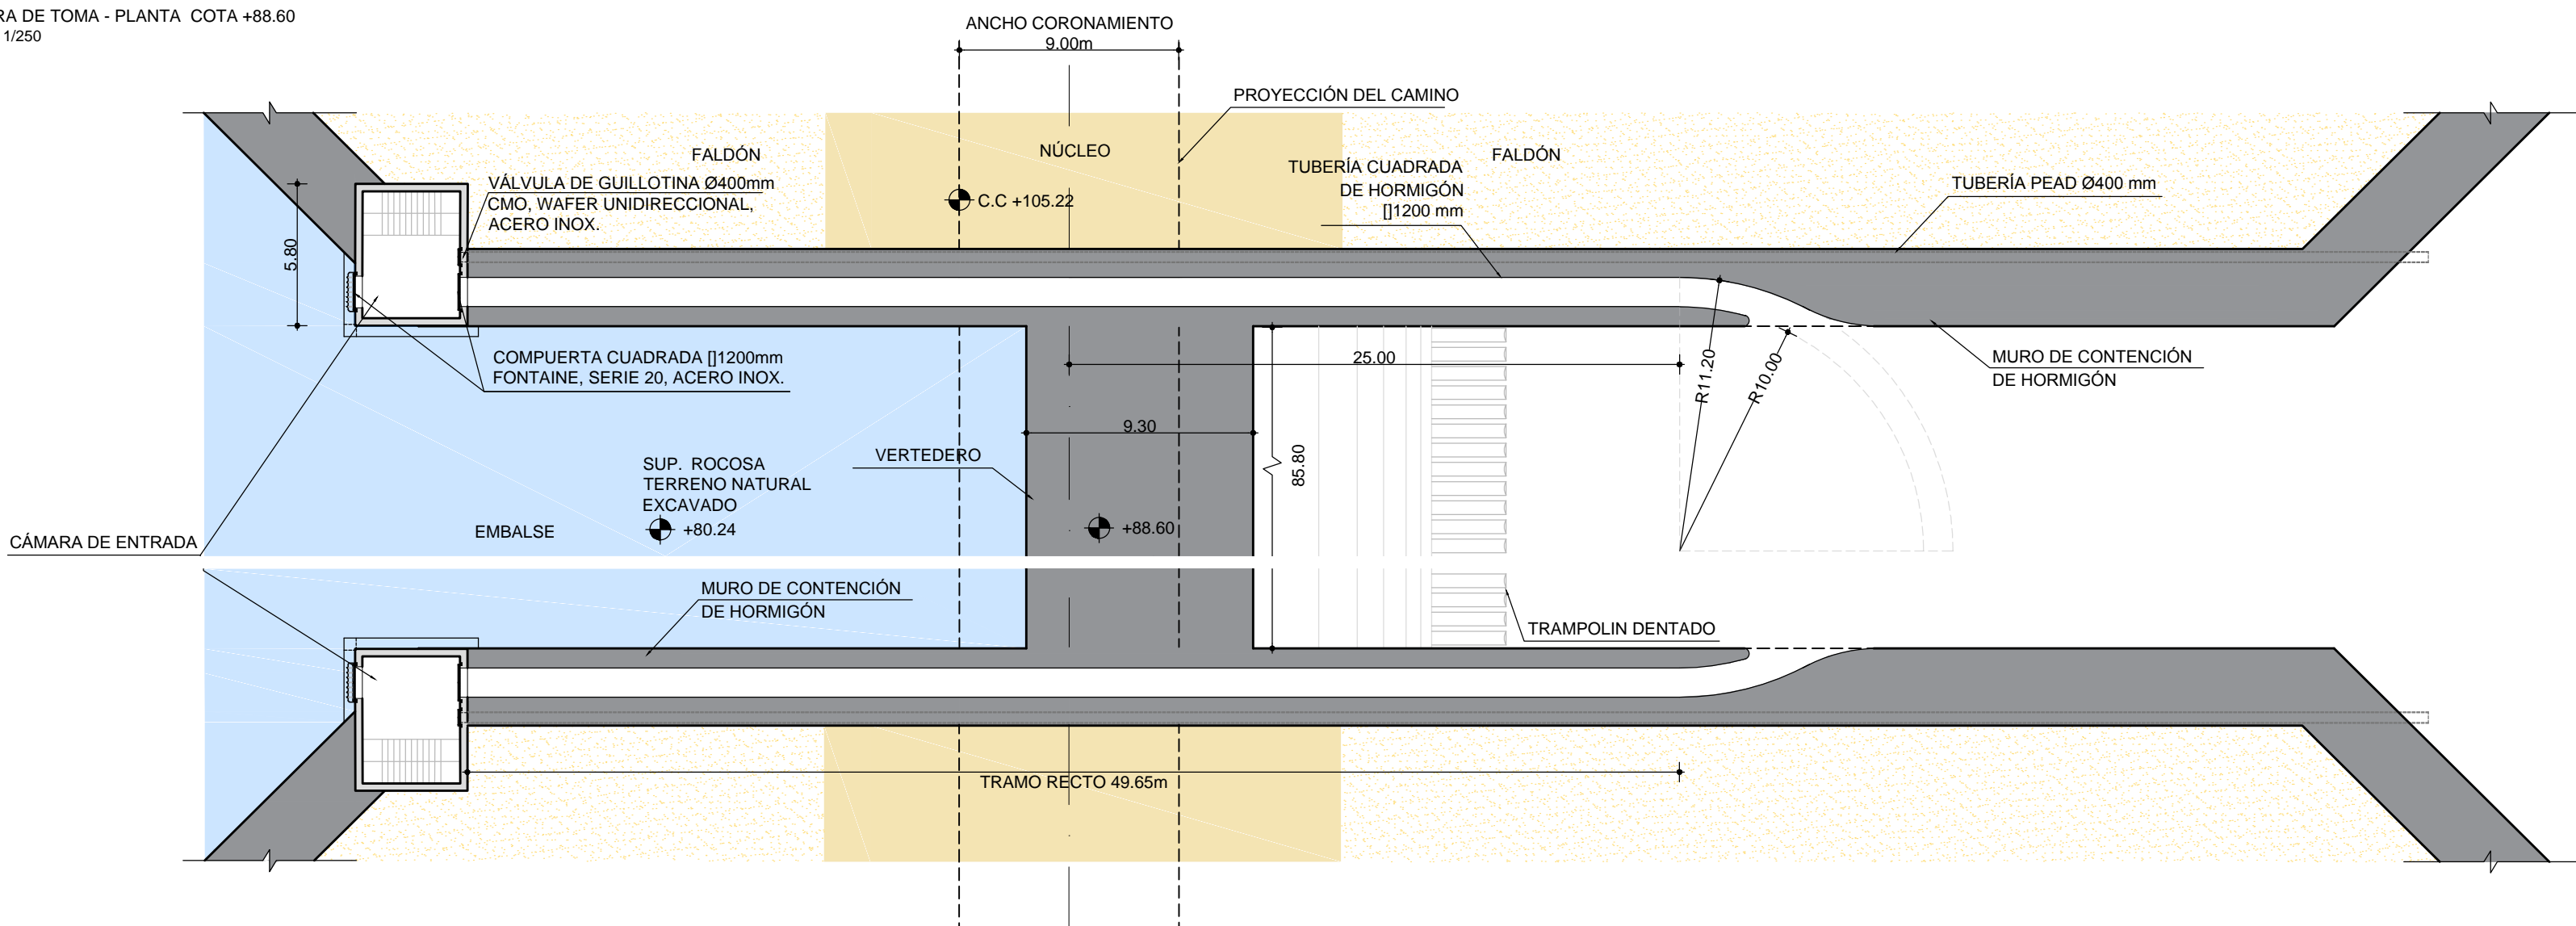 RA DE TOMA - PLANTA  COTA +88.60
1/250
ANCHO CORONAMIENTO
9.00m
PROYECCIÓN DEL CAMINO
FALDÓN
NÚCLEO
TUBERÍA CUADRADA
DE HORMIGÓN
[]1200 mm
FALDÓN
VÁLVULA DE GUILLOTINA Ø400mm
CMO, WAFER UNIDIRECCIONAL,
ACERO INOX.
C.C +105.22
TUBERÍA PEAD Ø400 mm
5.80
COMPUERTA CUADRADA []1200mm
FONTAINE, SERIE 20, ACERO INOX.
25.00
R11.20
R10.00
MURO DE CONTENCIÓN
DE HORMIGÓN
9.30
85.80
VERTEDERO
SUP.  ROCOSA
TERRENO NATURAL
EXCAVADO
+80.24
EMBALSE
+88.60
CÁMARA DE ENTRADA
MURO DE CONTENCIÓN
DE HORMIGÓN
TRAMPOLIN DENTADO
TRAMO RECTO 49.65m